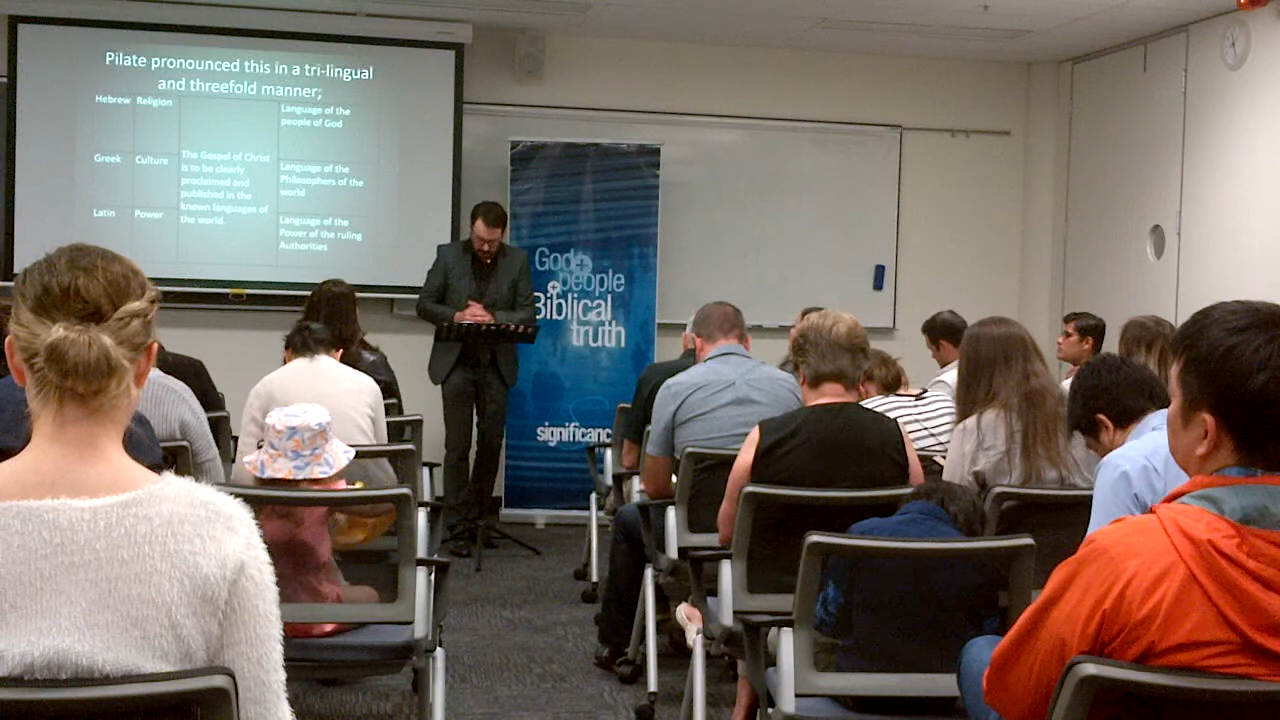 Pilate pronounced this in a tri-lingual
and threefold manner;
Hebrew Religion
Language of the
people of God
Greek Culture
The Gospel of Christ
is to be clearly
proclaimed and
published in the
known languages of
the world.
Language of the
Philosophers of the
world
Latin Power
Language of the
Power of the ruling
Authorities
God
people
Biblical
truth
significanc